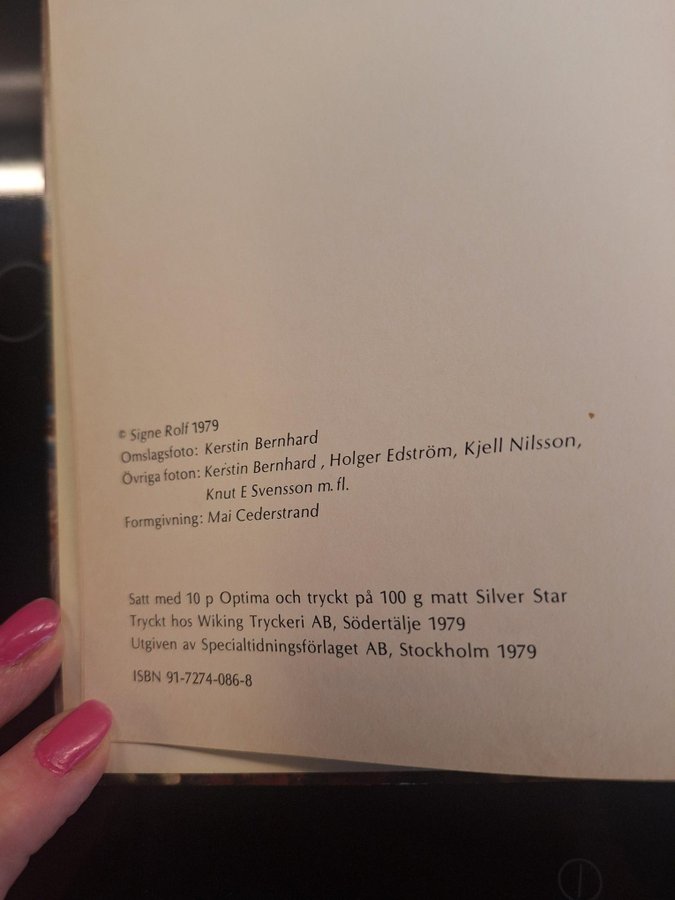 © Signe Rolf 1979
Omslagsfoto: Kerstin Bernhard
Övriga foton: Kerstin Bernhard , Holger Edström, Kjell Nilsson,
Knut E Svensson m. fl.
Formgivning: Mai Cederstrand
Satt med 10 p Optima och tryckt på 100 g matt Silver Star
Tryckt hos Wiking Tryckeri AB, Södertälje 1979
Utgiven av Specialtidningsförlaget AB, Stockholm 1979
ISBN 91-7274-086-8